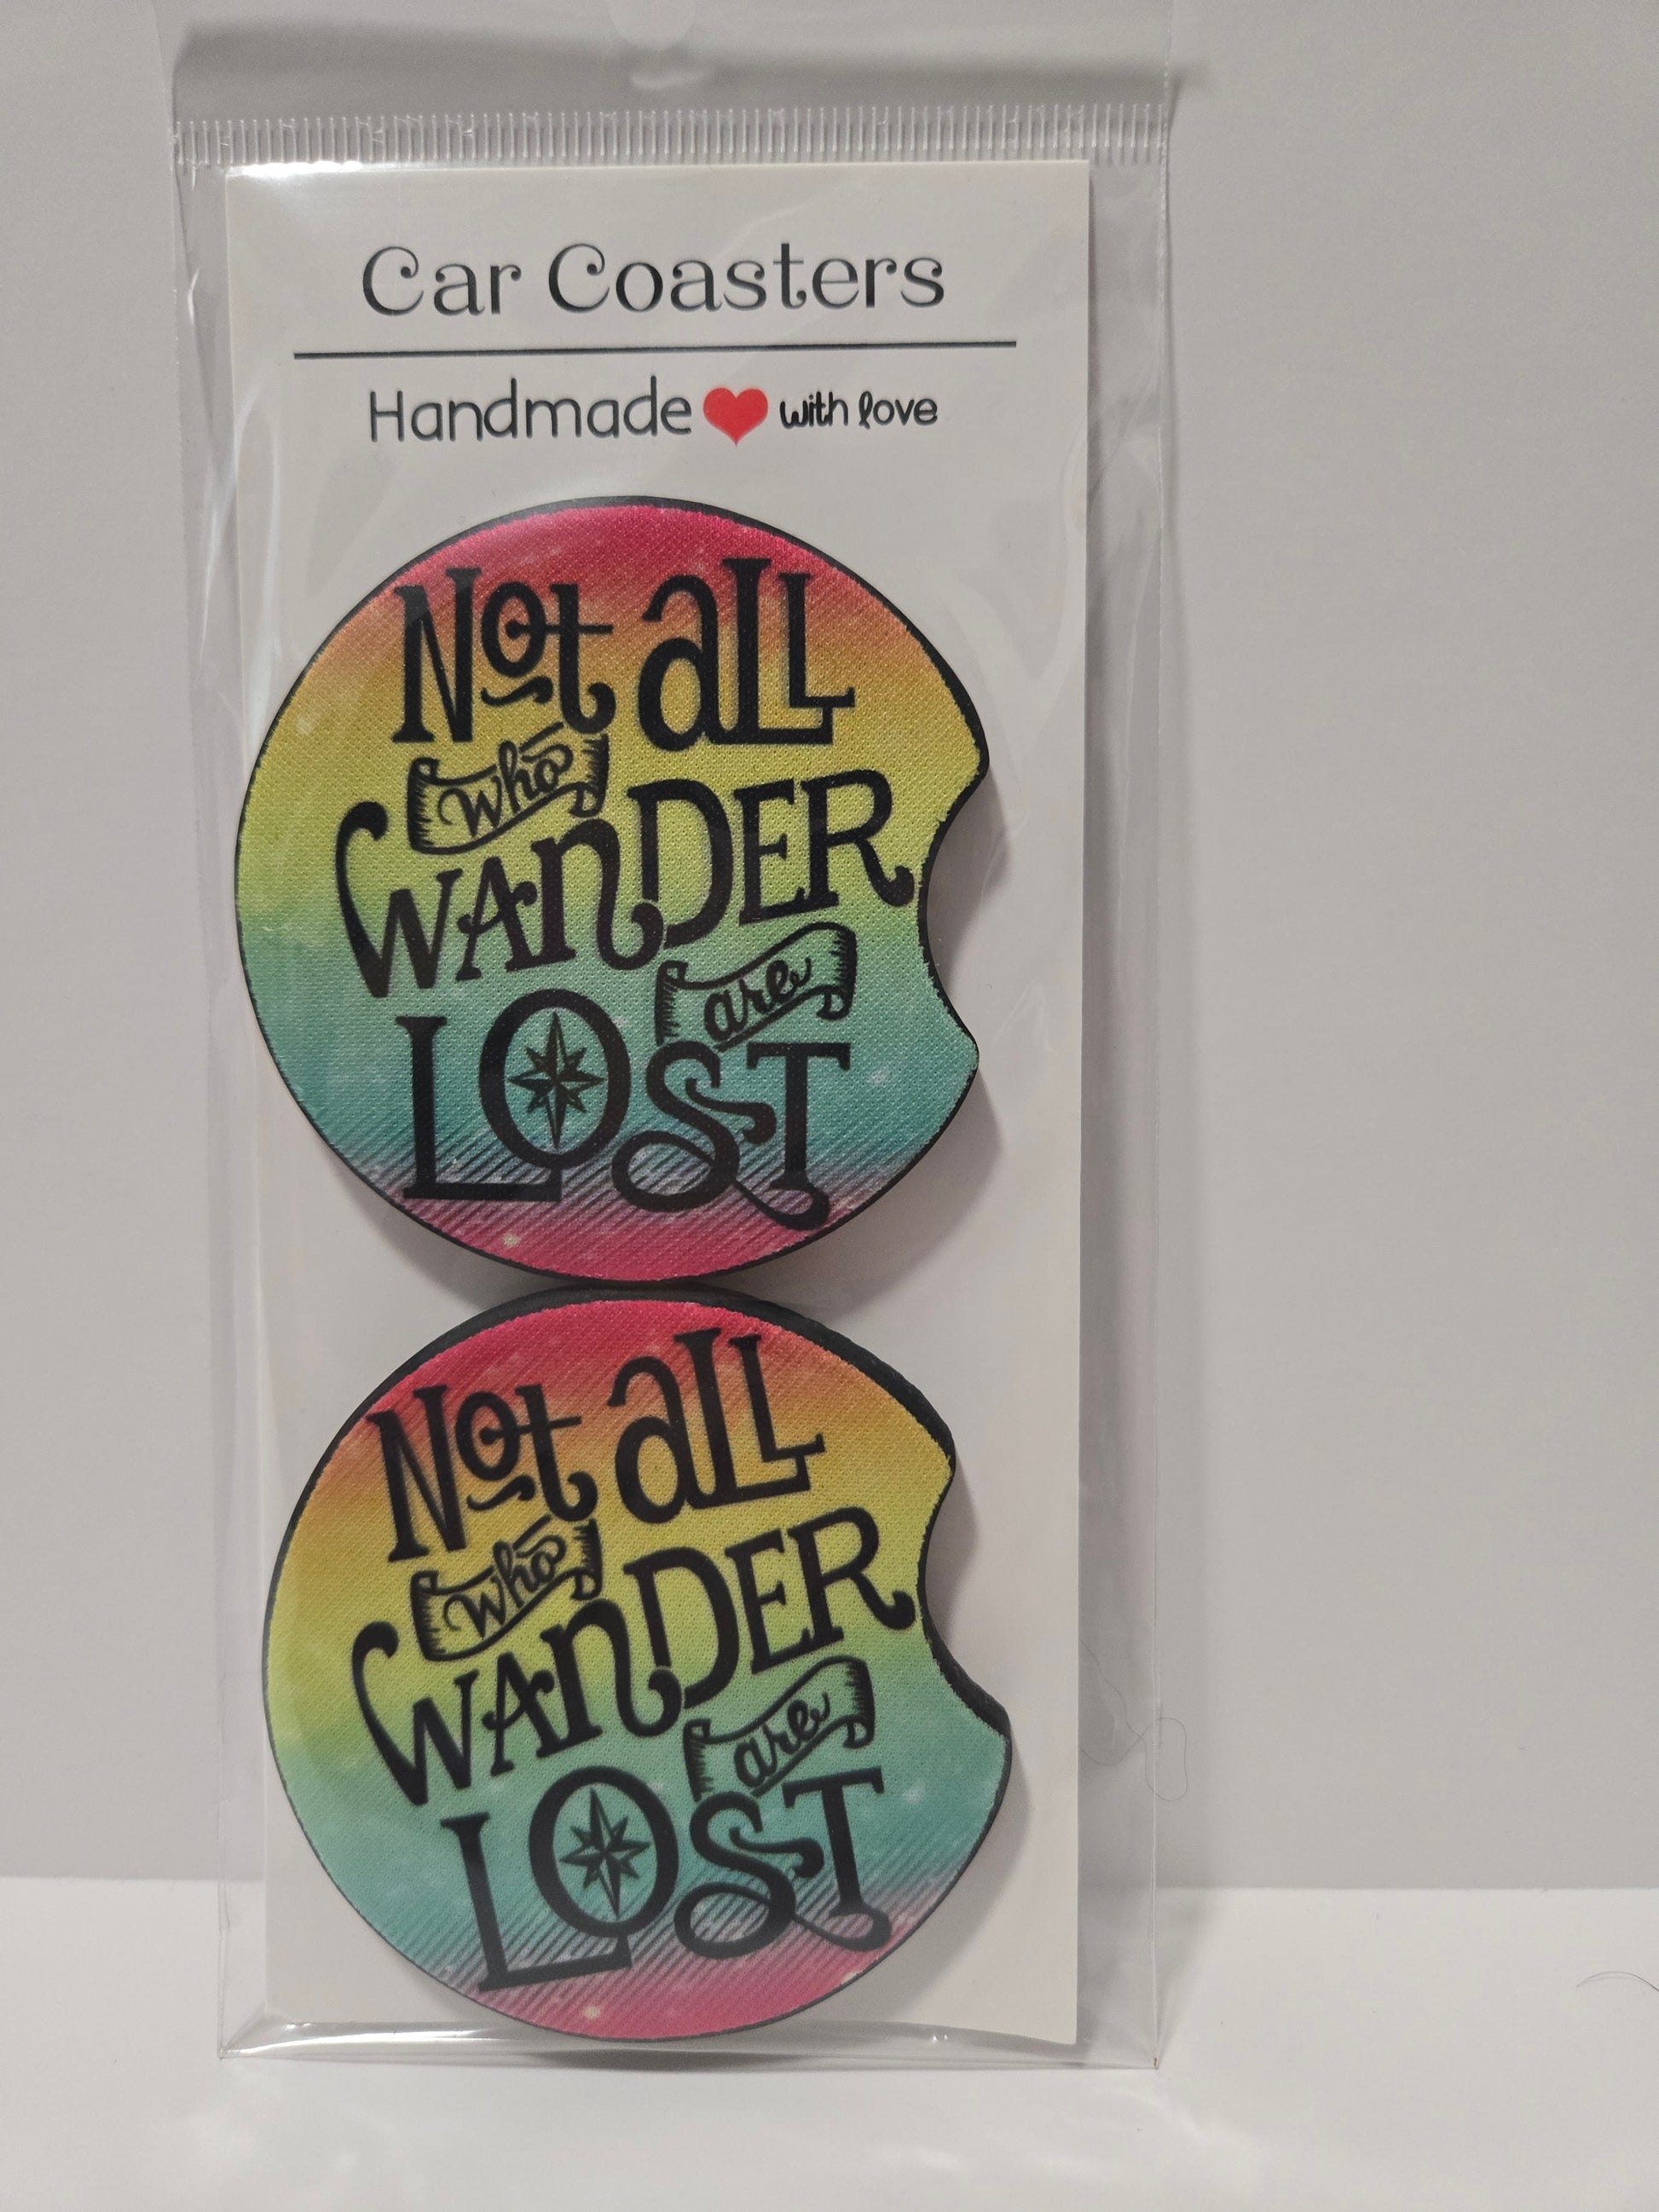 Car Coasters
Handmade ❤ with love
Not all
who
WANDER
are
LOST
Not all
who
WANDER
are
LOST